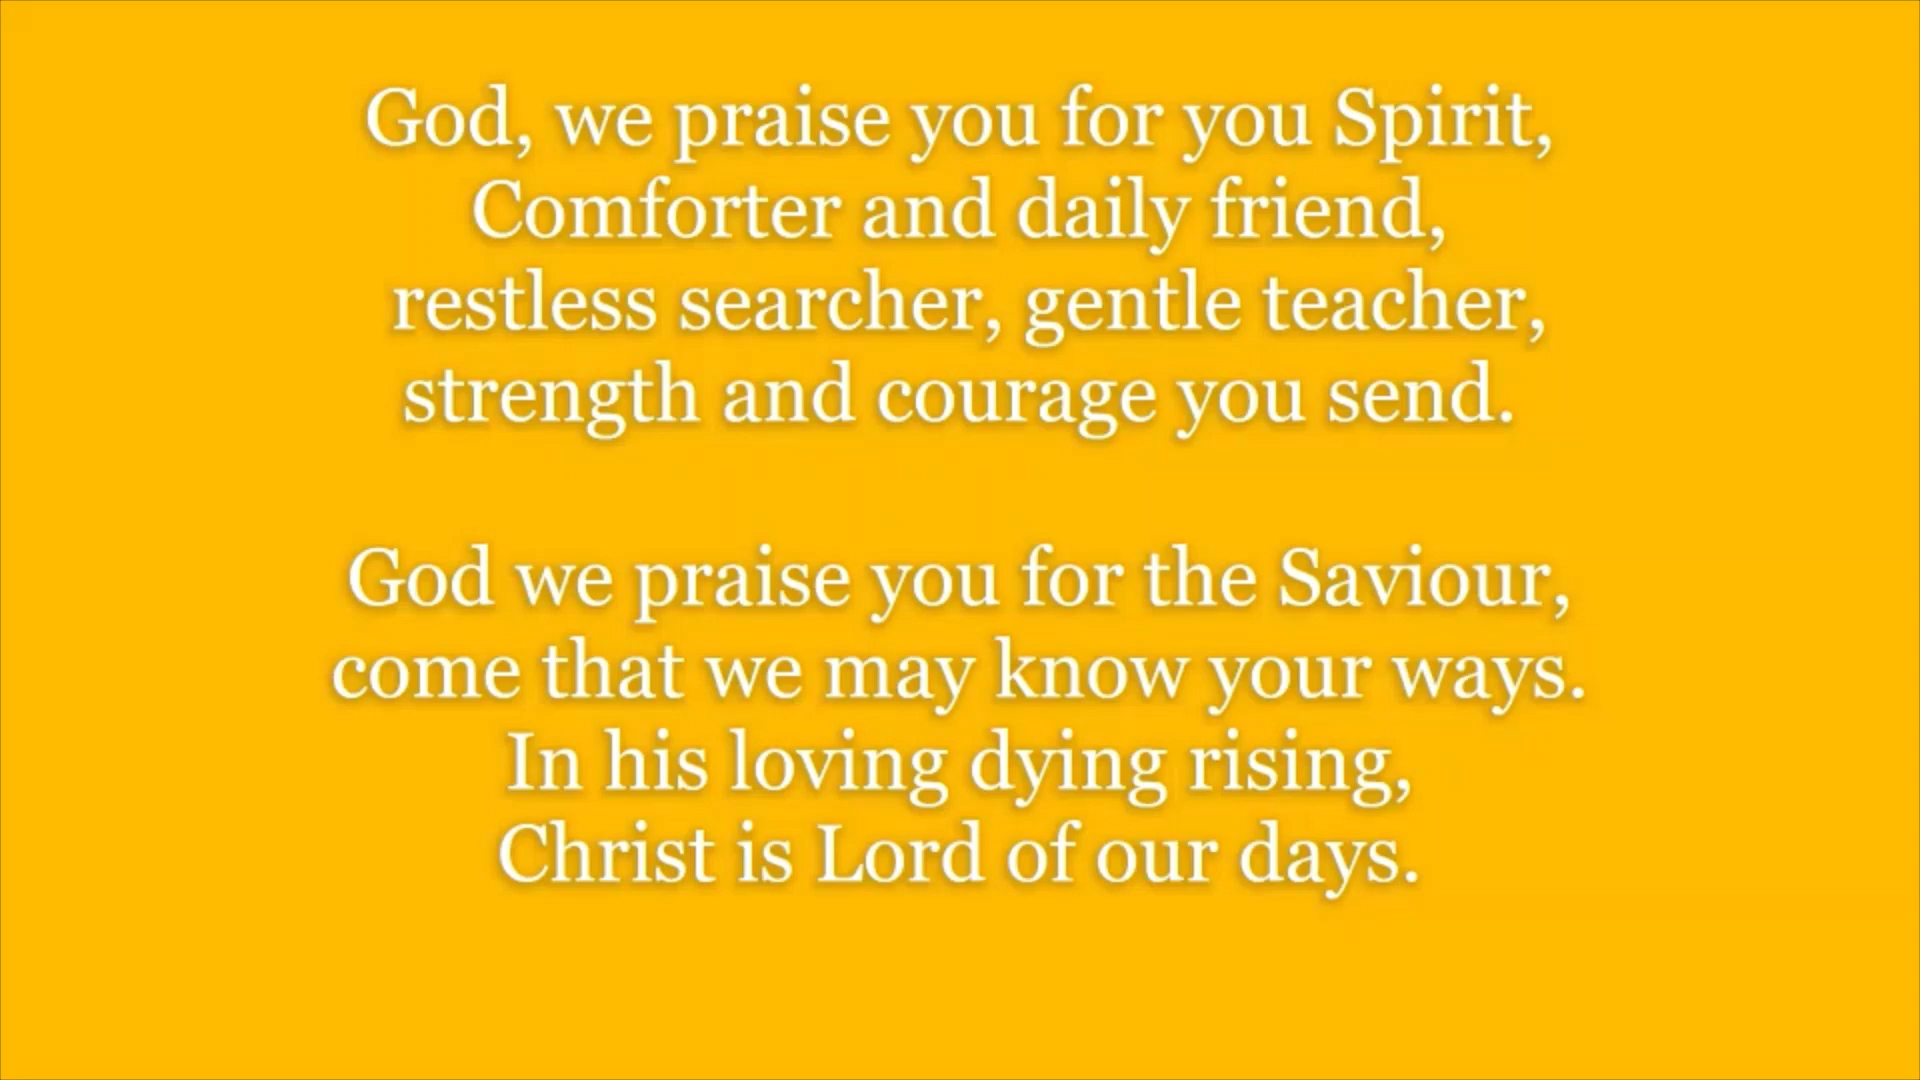 God, we praise you for you Spirit,
Comforter and daily friend,
restless searcher, gentle teacher,
strength and courage you send.
God we praise you for the Saviour,
come that we may know your ways.
In his loving dying rising,
Christ is Lord of our days.